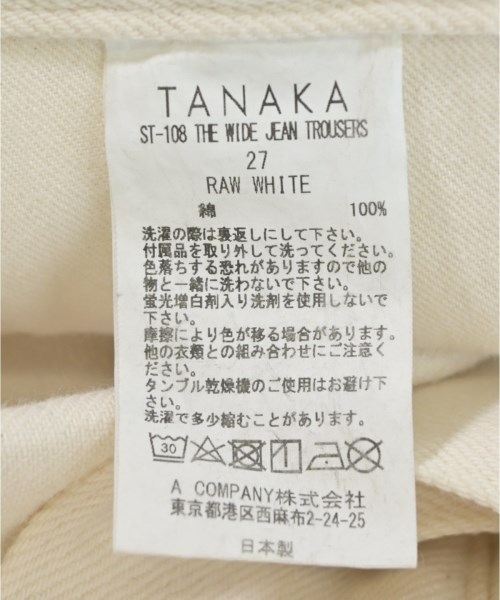 TANAKA
ST-108 THE WIDE JEAN TROUSERS
27
RAW WHITE
綿 100%
洗濯の際は裏返しにして下さい。
付属品を取り外して洗ってください。
色落ちする恐れがありますので他の
物と一緒に洗わないで下さい。
蛍光増白剤入り洗剤を使用しないで
下さい。
摩擦により色が移る場合があります。
他の衣類との組み合わせにご注意く
ださい。
タンブル乾燥機のご使用はお避け下
さい。
洗濯で多少縮むことがあります。
30
A COMPANY株式会社
東京都港区西麻布2-24-25
日本製